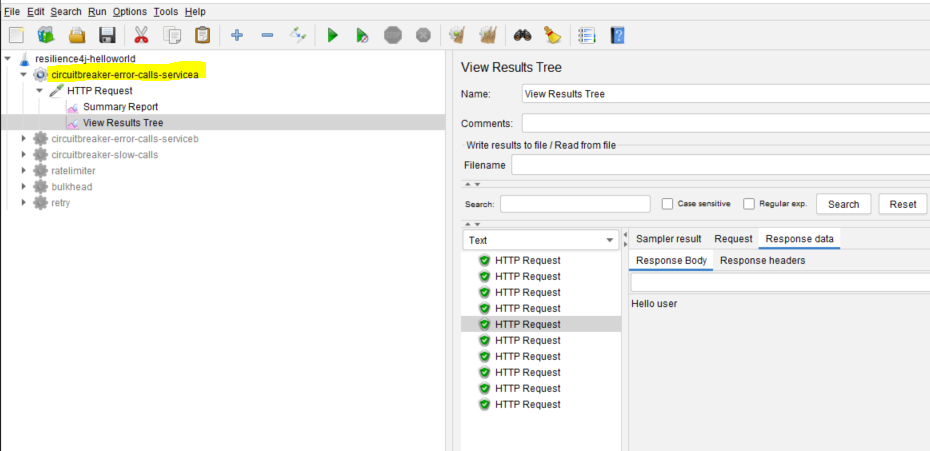 File Edit Search Run Options Tools Help
resilience4j-helloworld
circuitbreaker-error-calls-servicea
HTTP Request
Summary Report
View Results Tree
circuitbreaker-error-calls-serviceb
circuitbreaker-slow-calls
ratelimiter
bulkhead
retry
View Results Tree
Name: View Results Tree
Comments:
Write results to file / Read from file
Filename
Search: Case sensitive Regular exp. Search Reset
Text
HTTP Request
HTTP Request
HTTP Request
HTTP Request
HTTP Request
HTTP Request
HTTP Request
HTTP Request
HTTP Request
HTTP Request
Sampler result Request Response data
Response Body Response headers
Hello user